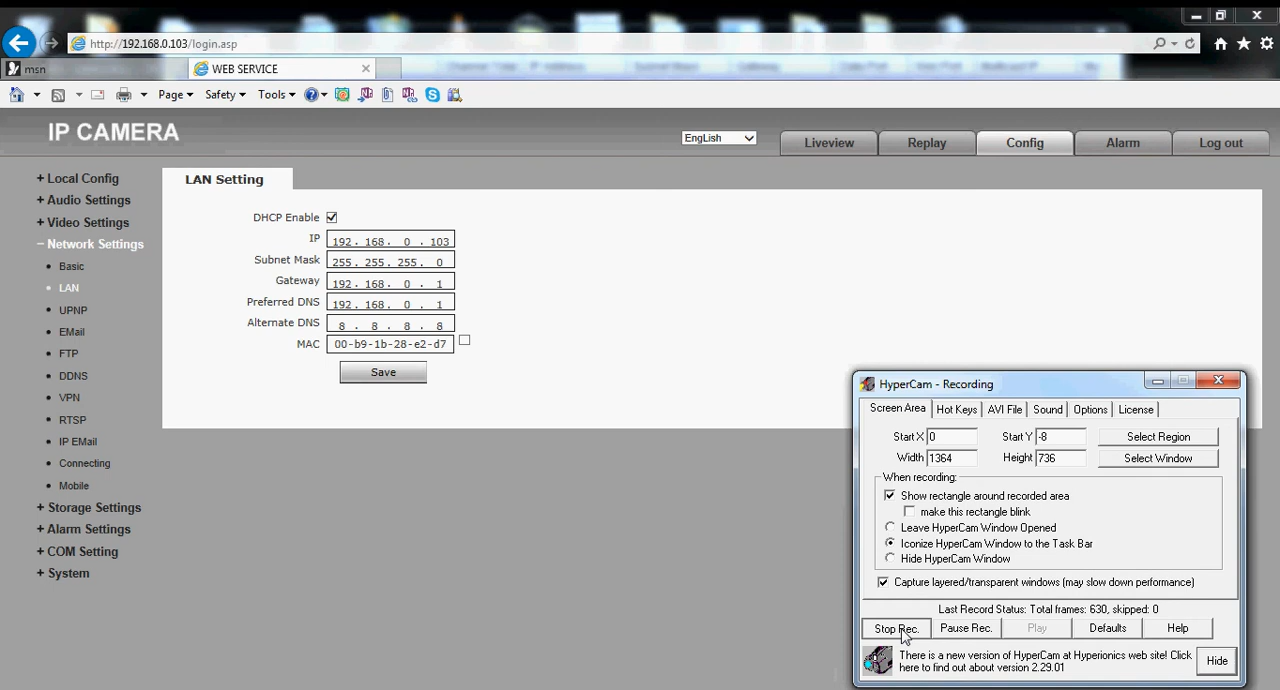 http://192.168.0.103/login.asp
msn
WEB SERVICE
Page
Safety
Tools
IP CAMERA
EngLish
Liveview
Replay
Config
Alarm
Log out
+ Local Config
+ Audio Settings
+ Video Settings
− Network Settings
Basic
LAN
UPNP
EMail
FTP
DDNS
VPN
RTSP
IP EMail
Connecting
Mobile
+ Storage Settings
+ Alarm Settings
+ COM Setting
+ System
LAN Setting
DHCP Enable
IP 192. 168. 0 . 103
Subnet Mask 255. 255. 255. 0
Gateway 192. 168. 0 . 1
Preferred DNS 192. 168. 0 . 1
Alternate DNS 8 . 8 . 8 . 8
MAC 00-b9-1b-28-e2-d7
Save
HyperCam - Recording
Screen Area Hot Keys AVI File Sound Options License
Start X 0 Start Y -8 Select Region
Width 1364 Height 736 Select Window
When recording:
Show rectangle around recorded area
make this rectangle blink
Leave HyperCam Window Opened
Iconize HyperCam Window to the Task Bar
Hide HyperCam Window
Capture layered/transparent windows (may slow down performance)
Last Record Status: Total frames: 630, skipped: 0
Stop Rec. Pause Rec. Play Defaults Help
There is a new version of HyperCam at Hyperionics web site! Click
here to find out about version 2.29.01
Hide